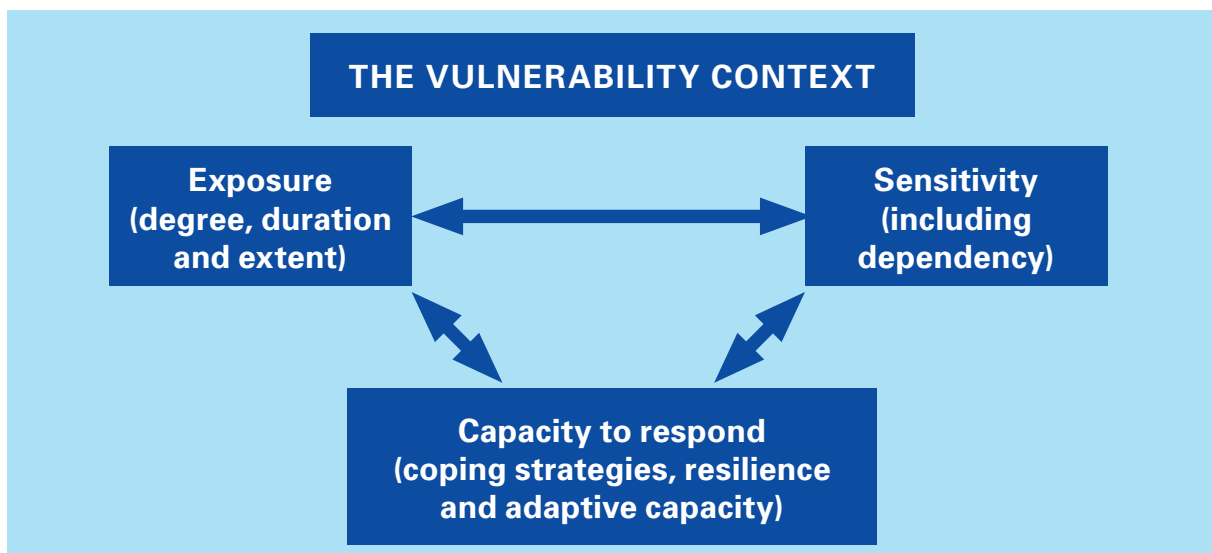 THE VULNERABILITY CONTEXT
Exposure
(degree, duration
and extent)
Sensitivity
(including
dependency)
Capacity to respond
(coping strategies, resilience
and adaptive capacity)